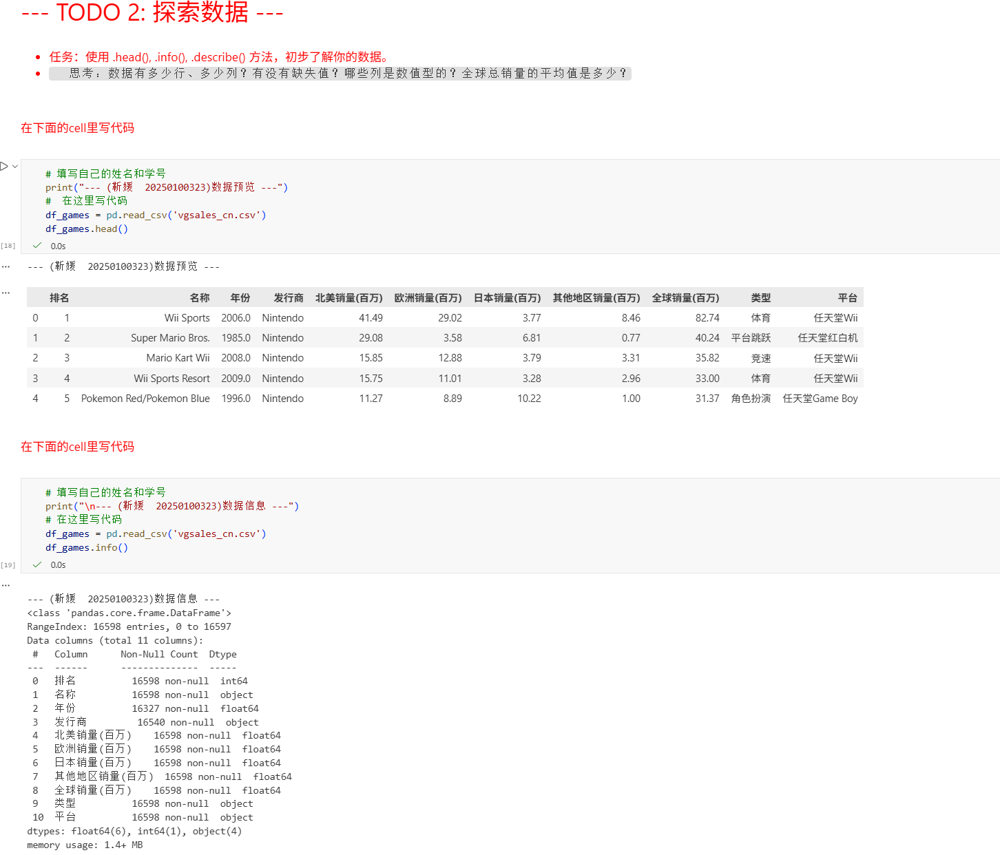 --- TODO 2: 探索数据 ---
任务：使用 .head(), .info(), .describe() 方法，初步了解你的数据。
思考：数据有多少行、多少列？有没有缺失值？哪些列是数值型的？全球总销量的平均值是多少？
在下面的cell里写代码
# 填写自己的姓名和学号
print("--- (靳媛  20250100323)数据预览 ---")
#  在这里写代码
df_games = pd.read_csv('vgsales_cn.csv')
df_games.head()
[18] 0.0s
--- (靳媛  20250100323)数据预览 ---
排名 名称 年份 发行商 北美销量(百万) 欧洲销量(百万) 日本销量(百万) 其他地区销量(百万) 全球销量(百万) 类型 平台
0 1 Wii Sports 2006.0 Nintendo 41.49 29.02 3.77 8.46 82.74 体育 任天堂Wii
1 2 Super Mario Bros. 1985.0 Nintendo 29.08 3.58 6.81 0.77 40.24 平台跳跃 任天堂红白机
2 3 Mario Kart Wii 2008.0 Nintendo 15.85 12.88 3.79 3.31 35.82 竞速 任天堂Wii
3 4 Wii Sports Resort 2009.0 Nintendo 15.75 11.01 3.28 2.96 33.00 体育 任天堂Wii
4 5 Pokemon Red/Pokemon Blue 1996.0 Nintendo 11.27 8.89 10.22 1.00 31.37 角色扮演 任天堂Game Boy
在下面的cell里写代码
# 填写自己的姓名和学号
print("\n--- (靳媛  20250100323)数据信息 ---")
# 在这里写代码
df_games = pd.read_csv('vgsales_cn.csv')
df_games.info()
[19] 0.0s
--- (靳媛  20250100323)数据信息 ---
<class 'pandas.core.frame.DataFrame'>
RangeIndex: 16598 entries, 0 to 16597
Data columns (total 11 columns):
 #   Column      Non-Null Count  Dtype
---  ------      --------------  -----
 0   排名          16598 non-null  int64
 1   名称          16598 non-null  object
 2   年份          16327 non-null  float64
 3   发行商         16540 non-null  object
 4   北美销量(百万)    16598 non-null  float64
 5   欧洲销量(百万)    16598 non-null  float64
 6   日本销量(百万)    16598 non-null  float64
 7   其他地区销量(百万)  16598 non-null  float64
 8   全球销量(百万)    16598 non-null  float64
 9   类型          16598 non-null  object
 10  平台          16598 non-null  object
dtypes: float64(6), int64(1), object(4)
memory usage: 1.4+ MB